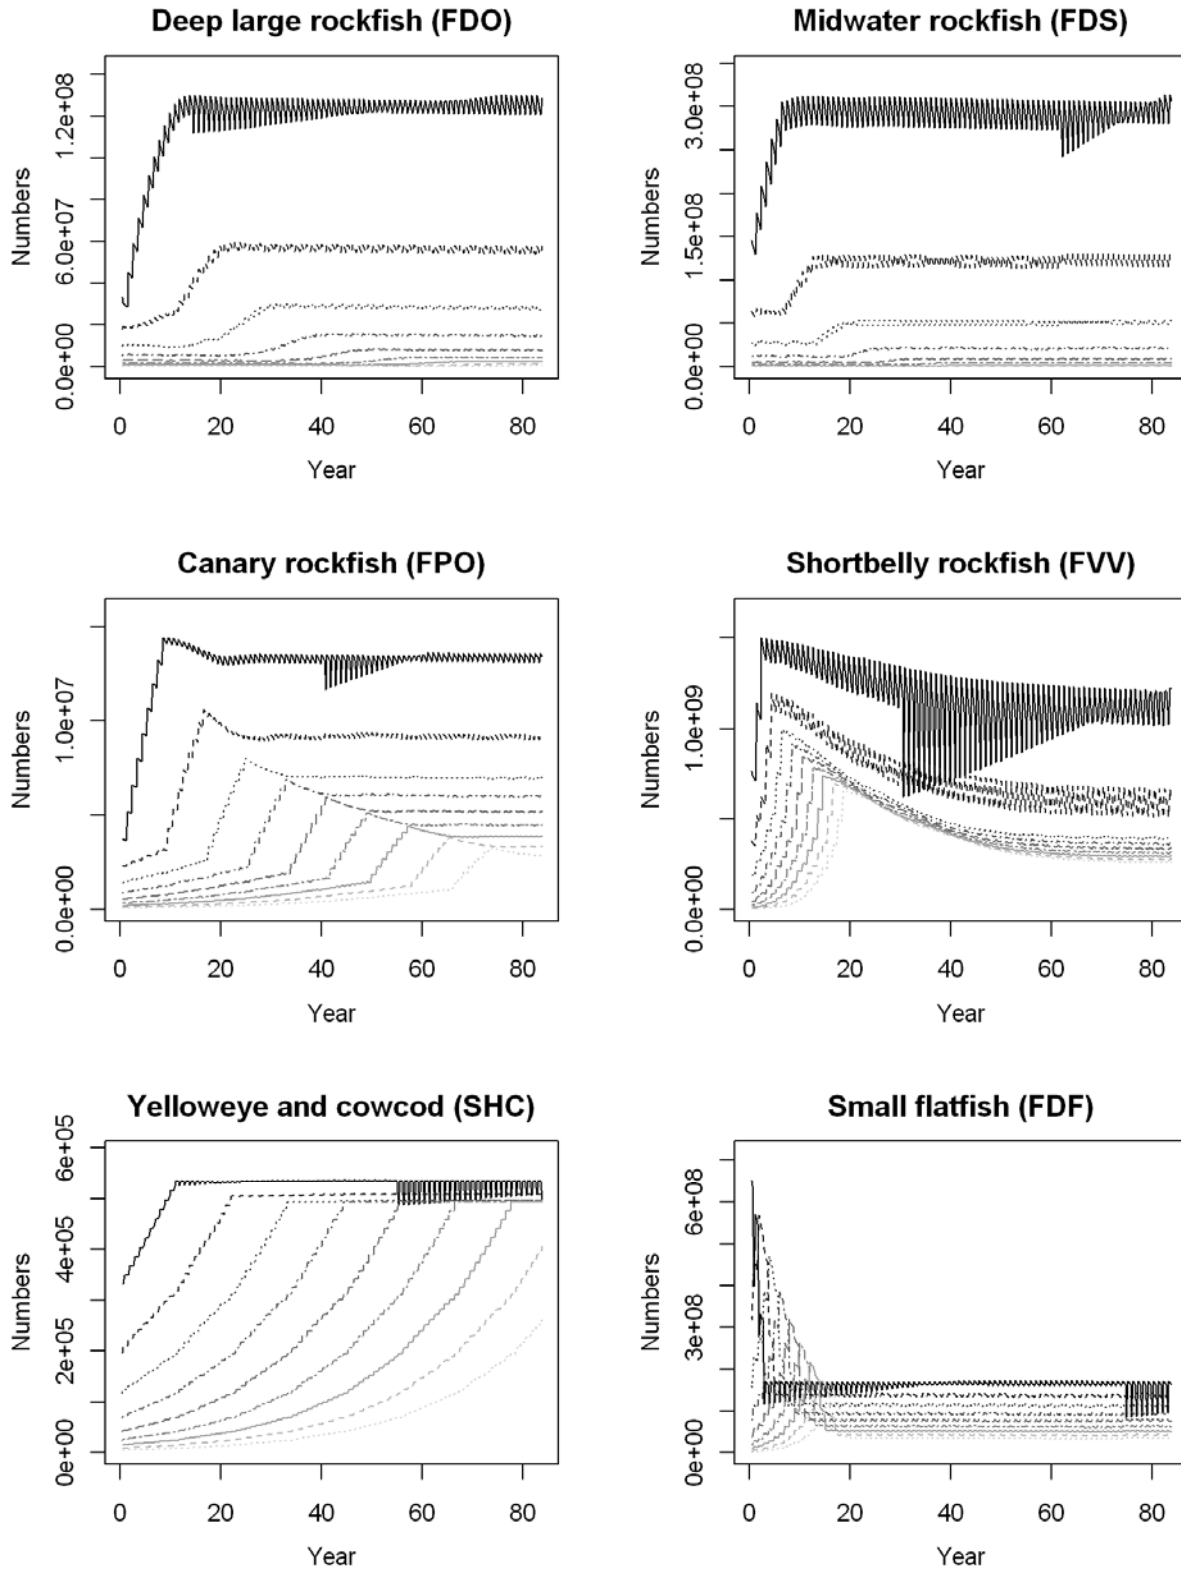 Deep large rockfish (FDO)
Numbers
0.0e+00 6.0e+07 1.2e+08
0 20 40 60 80
Year
Midwater rockfish (FDS)
Numbers
0.0e+00 1.5e+08 3.0e+08
0 20 40 60 80
Year
Canary rockfish (FPO)
Numbers
0.0e+00 1.0e+07
0 20 40 60 80
Year
Shortbelly rockfish (FVV)
Numbers
0.0e+00 1.0e+09
0 20 40 60 80
Year
Yelloweye and cowcod (SHC)
Numbers
0e+00 2e+05 4e+05 6e+05
0 20 40 60 80
Year
Small flatfish (FDF)
Numbers
0e+00 3e+08 6e+08
0 20 40 60 80
Year